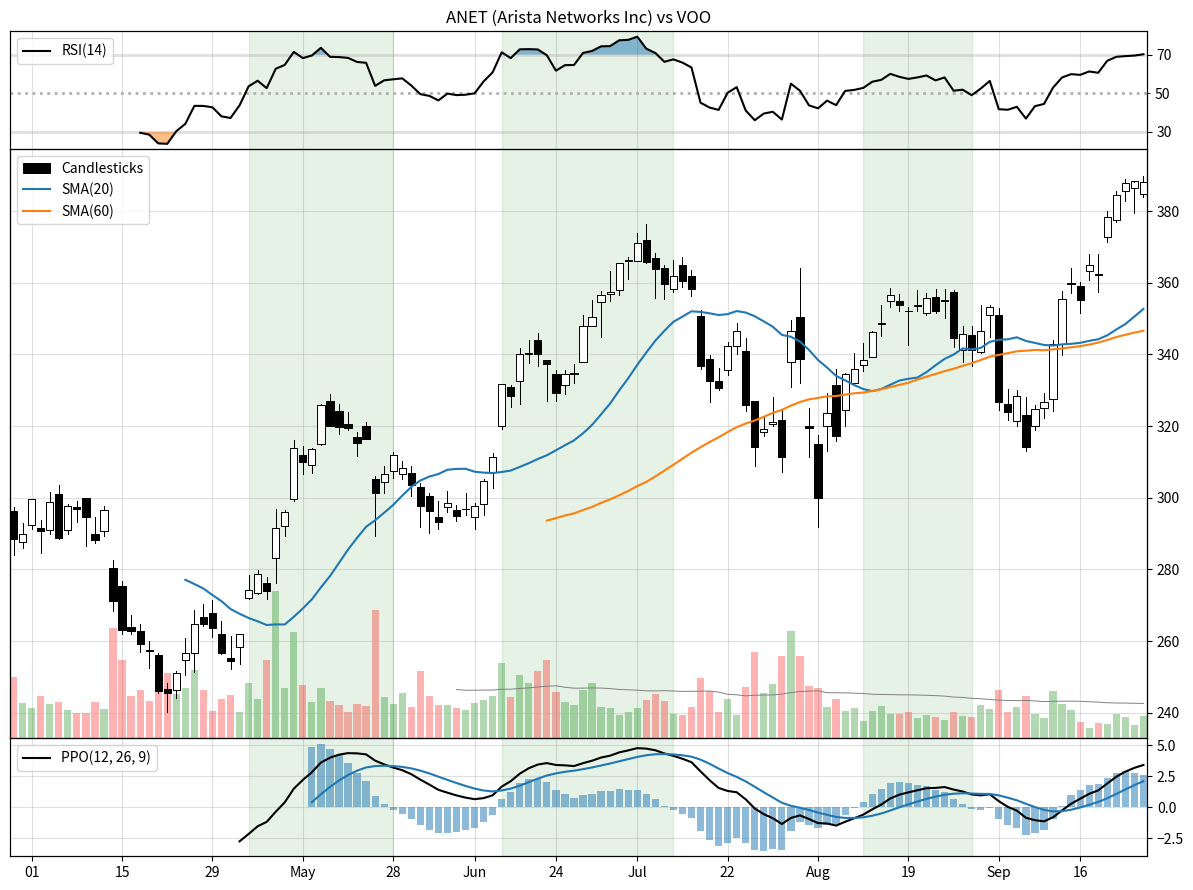 ANET (Arista Networks Inc) vs VOO
RSI(14)
70
50
30
Candlesticks
SMA(20)
SMA(60)
380
360
340
320
300
280
260
240
PPO(12, 26, 9)
5.0
2.5
0.0
−2.5
01 15 29 May 28 Jun 24 Jul 22 Aug 19 Sep 16